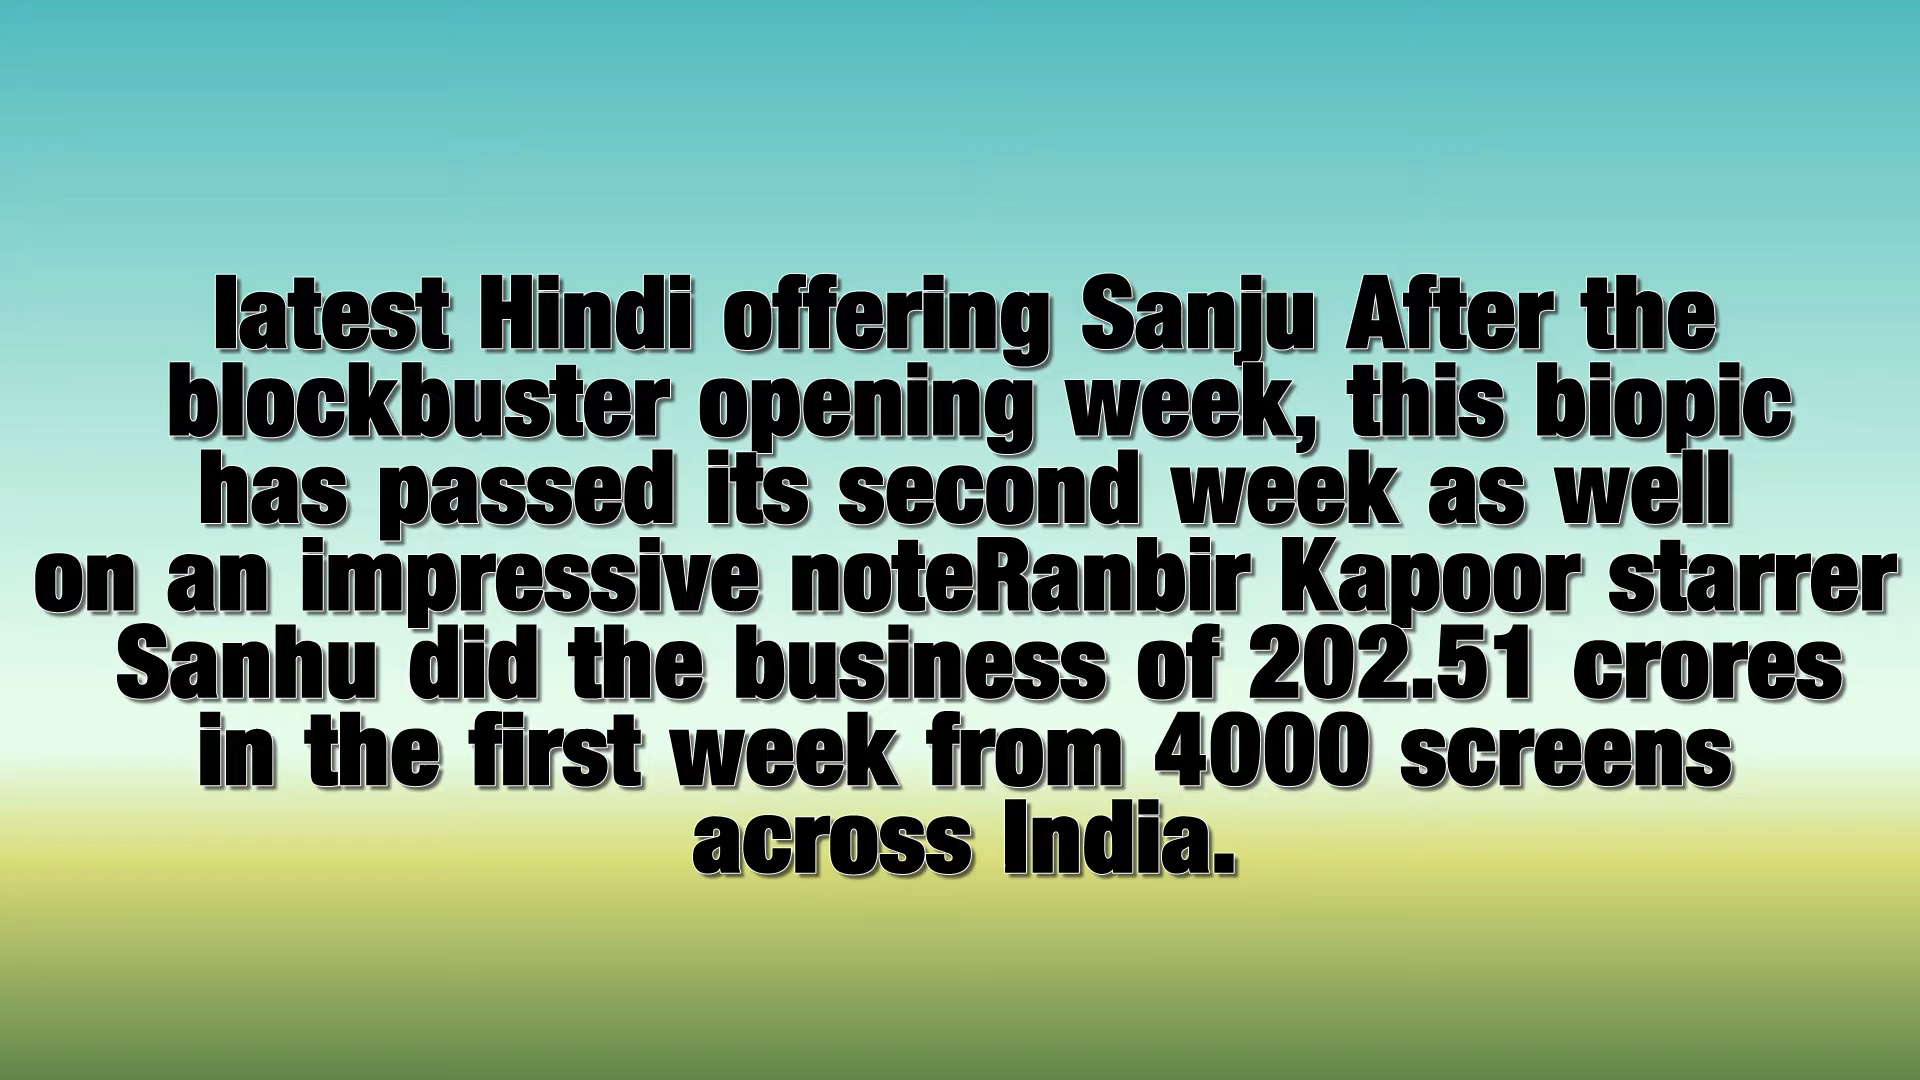 latest Hindi offering Sanju After the
blockbuster opening week, this biopic
has passed its second week as well
on an impressive noteRanbir Kapoor starrer
Sanhu did the business of 202.51 crores
in the first week from 4000 screens
across India.